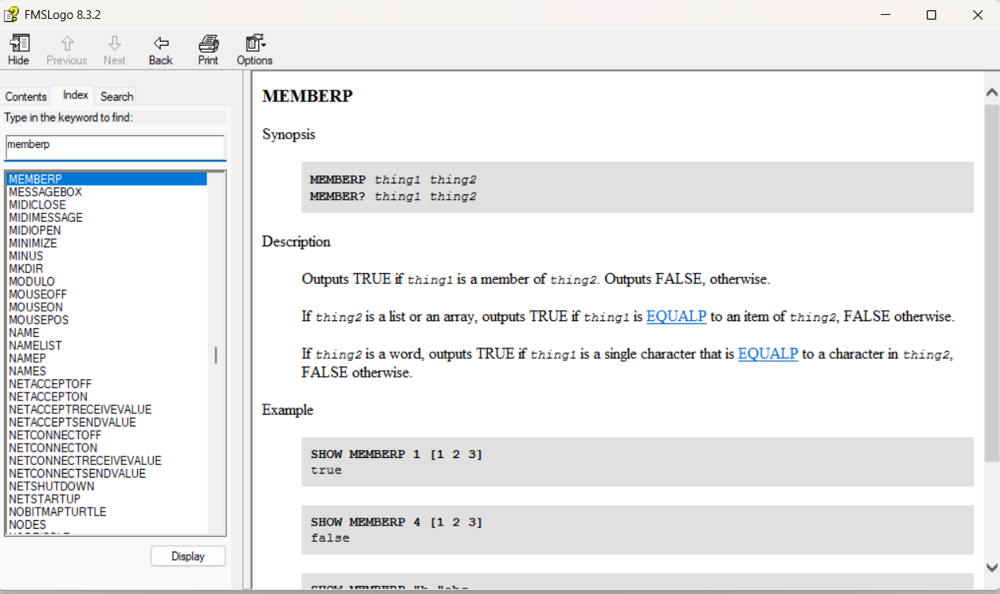 FMSLogo 8.3.2
Hide Previous Next Back Print Options
Contents Index Search
Type in the keyword to find:
memberp
MEMBERP
MESSAGEBOX
MIDICLOSE
MIDIMESSAGE
MIDIOPEN
MINIMIZE
MINUS
MKDIR
MODULO
MOUSEOFF
MOUSEON
MOUSEPOS
NAME
NAMELIST
NAMEP
NAMES
NETACCEPTOFF
NETACCEPTON
NETACCEPTRECEIVEVALUE
NETACCEPTSENDVALUE
NETCONNECTOFF
NETCONNECTON
NETCONNECTRECEIVEVALUE
NETCONNECTSENDVALUE
NETSHUTDOWN
NETSTARTUP
NOBITMAPTURTLE
NODES
Display
MEMBERP
Synopsis
MEMBERP thing1 thing2
MEMBER? thing1 thing2
Description
Outputs TRUE if thing1 is a member of thing2. Outputs FALSE, otherwise.
If thing2 is a list or an array, outputs TRUE if thing1 is EQUALP to an item of thing2, FALSE otherwise.
If thing2 is a word, outputs TRUE if thing1 is a single character that is EQUALP to a character in thing2,
FALSE otherwise.
Example
SHOW MEMBERP 1 [1 2 3]
true
SHOW MEMBERP 4 [1 2 3]
false
SHOW MEMBERP